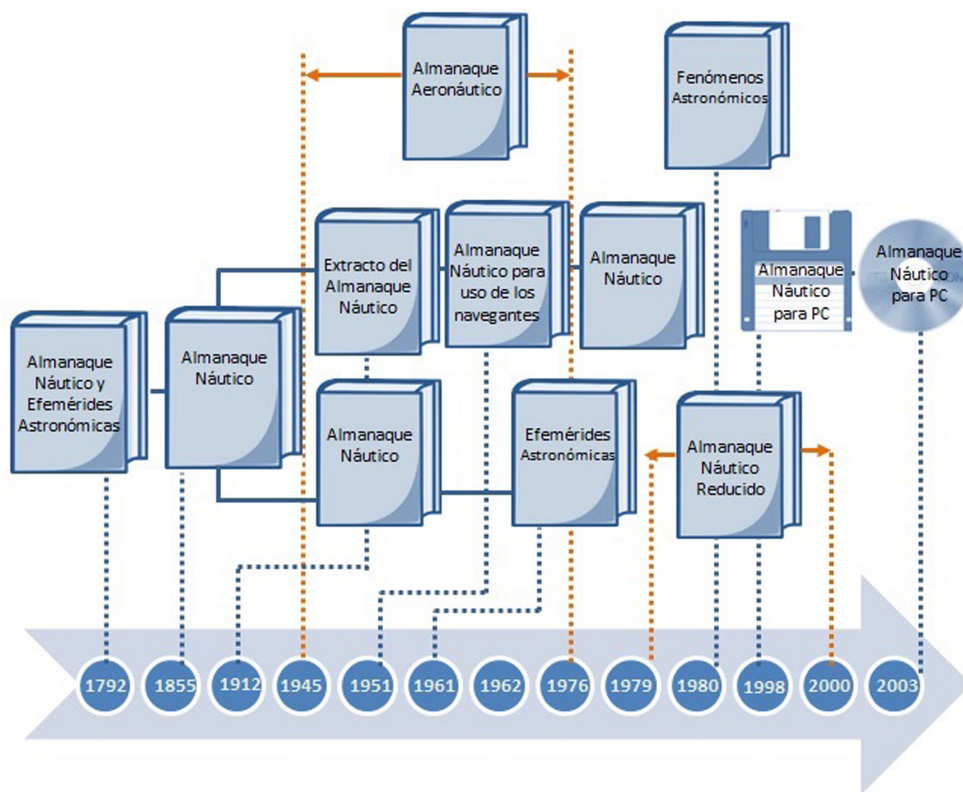 Almanaque
Aeronáutico
Fenómenos
Astronómicos
Extracto del
Almanaque
Náutico
Almanaque
Náutico para
uso de los
navegantes
Almanaque
Náutico
Almanaque
Náutico
para PC
Almanaque
Náutico
para PC
Almanaque
Náutico y
Efemérides
Astronómicas
Almanaque
Náutico
Almanaque
Náutico
Efemérides
Astronómicas
Almanaque
Náutico
Reducido
1792
1855
1912
1945
1951
1961
1962
1976
1979
1980
1998
2000
2003